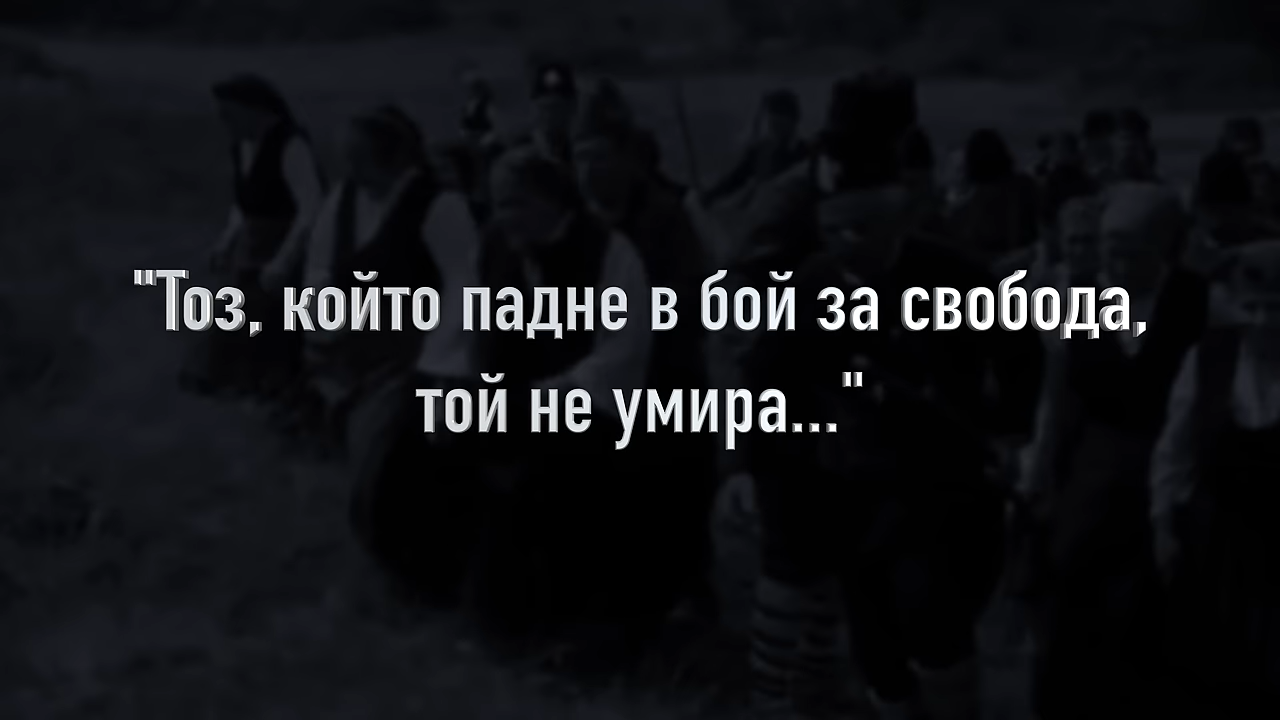 "Тоз, който падне в бой за свобода,
той не умира..."